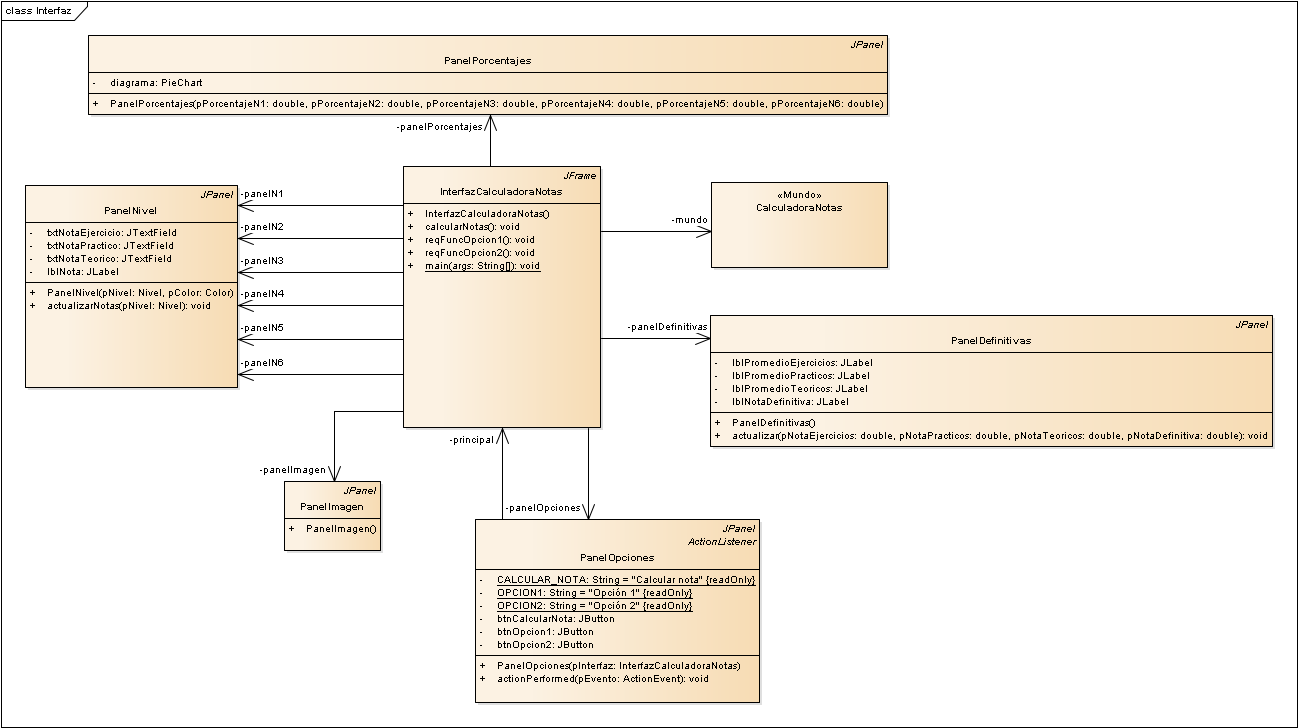 class Interfaz
JPanel
PanelPorcentajes
- diagrama: PieChart
+ PanelPorcentajes(pPorcentajeN1: double, pPorcentajeN2: double, pPorcentajeN3: double, pPorcentajeN4: double, pPorcentajeN5: double, pPorcentajeN6: double)
-panelPorcentajes
JFrame
InterfazCalculadoraNotas
+ InterfazCalculadoraNotas()
+ calcularNotas(): void
+ reqFuncOpcion1(): void
+ reqFuncOpcion2(): void
+ main(args: String[]): void
JPanel
PanelNivel
- txtNotaEjercicio: JTextField
- txtNotaPractico: JTextField
- txtNotaTeorico: JTextField
- lblNota: JLabel
+ PanelNivel(pNivel: Nivel, pColor: Color)
+ actualizarNotas(pNivel: Nivel): void
-panelN1
-panelN2
-panelN3
-panelN4
-panelN5
-panelN6
-mundo
«Mundo»
CalculadoraNotas
-panelDefinitivas
JPanel
PanelDefinitivas
- lblPromedioEjercicios: JLabel
- lblPromedioPracticos: JLabel
- lblPromedioTeoricos: JLabel
- lblNotaDefinitiva: JLabel
+ PanelDefinitivas()
+ actualizar(pNotaEjercicios: double, pNotaPracticos: double, pNotaTeoricos: double, pNotaDefinitiva: double): void
-principal
-panelImagen
JPanel
PanelImagen
+ PanelImagen()
-panelOpciones
JPanel
ActionListener
PanelOpciones
- CALCULAR_NOTA: String = "Calcular nota" {readOnly}
- OPCION1: String = "Opción 1" {readOnly}
- OPCION2: String = "Opción 2" {readOnly}
- btnCalcularNota: JButton
- btnOpcion1: JButton
- btnOpcion2: JButton
+ PanelOpciones(pInterfaz: InterfazCalculadoraNotas)
+ actionPerformed(pEvento: ActionEvent): void